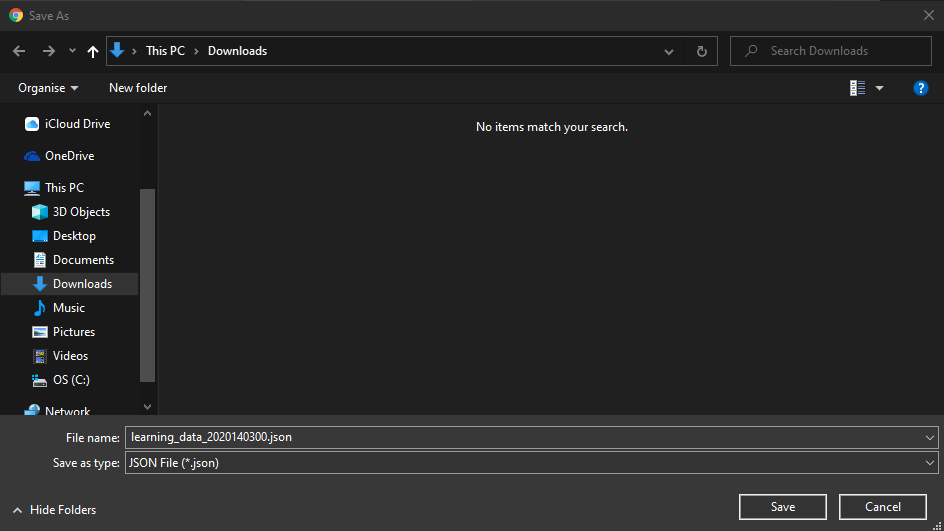 Save As
This PC
Downloads
Search Downloads
Organise
New folder
?
iCloud Drive
OneDrive
This PC
3D Objects
Desktop
Documents
Downloads
Music
Pictures
Videos
OS (C:)
Network
No items match your search.
File name: learning_data_2020140300.json
Save as type: JSON File (*.json)
Hide Folders
Save
Cancel